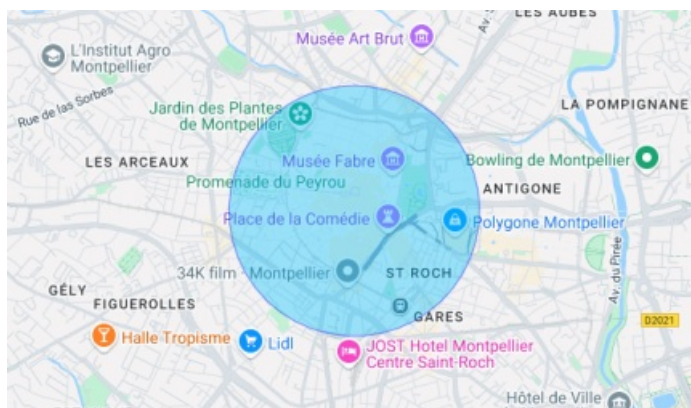 LES AUBES
Musée Art Brut
Av.
L'Institut Agro
Montpellier
Rue de las Sorbes
Jardin des Plantes
de Montpellier
LA POMPIGNANE
LES ARCEAUX
Musée Fabre
Bowling de Montpellier
Promenade du Peyrou
ANTIGONE
Place de la Comédie
Polygone Montpellier
34K film - Montpellier
ST ROCH
Av. du Pirée
GÉLY
FIGUEROLLES
GARES
D2021
Halle Tropisme
Lidl
JOST Hotel Montpellier
Centre Saint-Roch
Hôtel de Ville